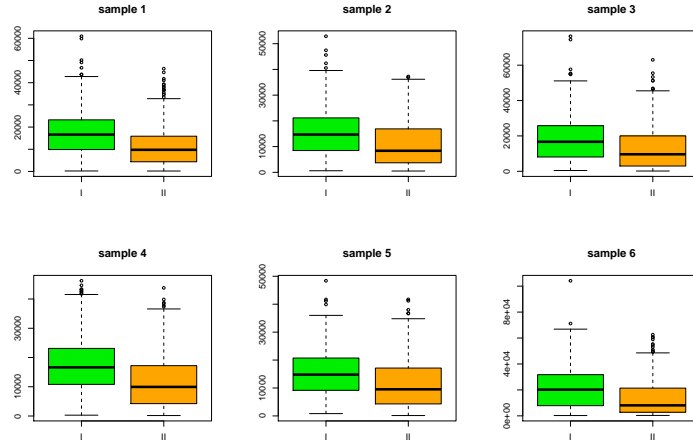 sample 1
sample 2
sample 3
60000
40000
20000
0
I
II
50000
30000
10000
0
I
II
60000
40000
20000
0
I
II
sample 4
sample 5
sample 6
30000
10000
0
I
II
50000
30000
10000
0
I
II
8e+04
4e+04
0e+00
I
II